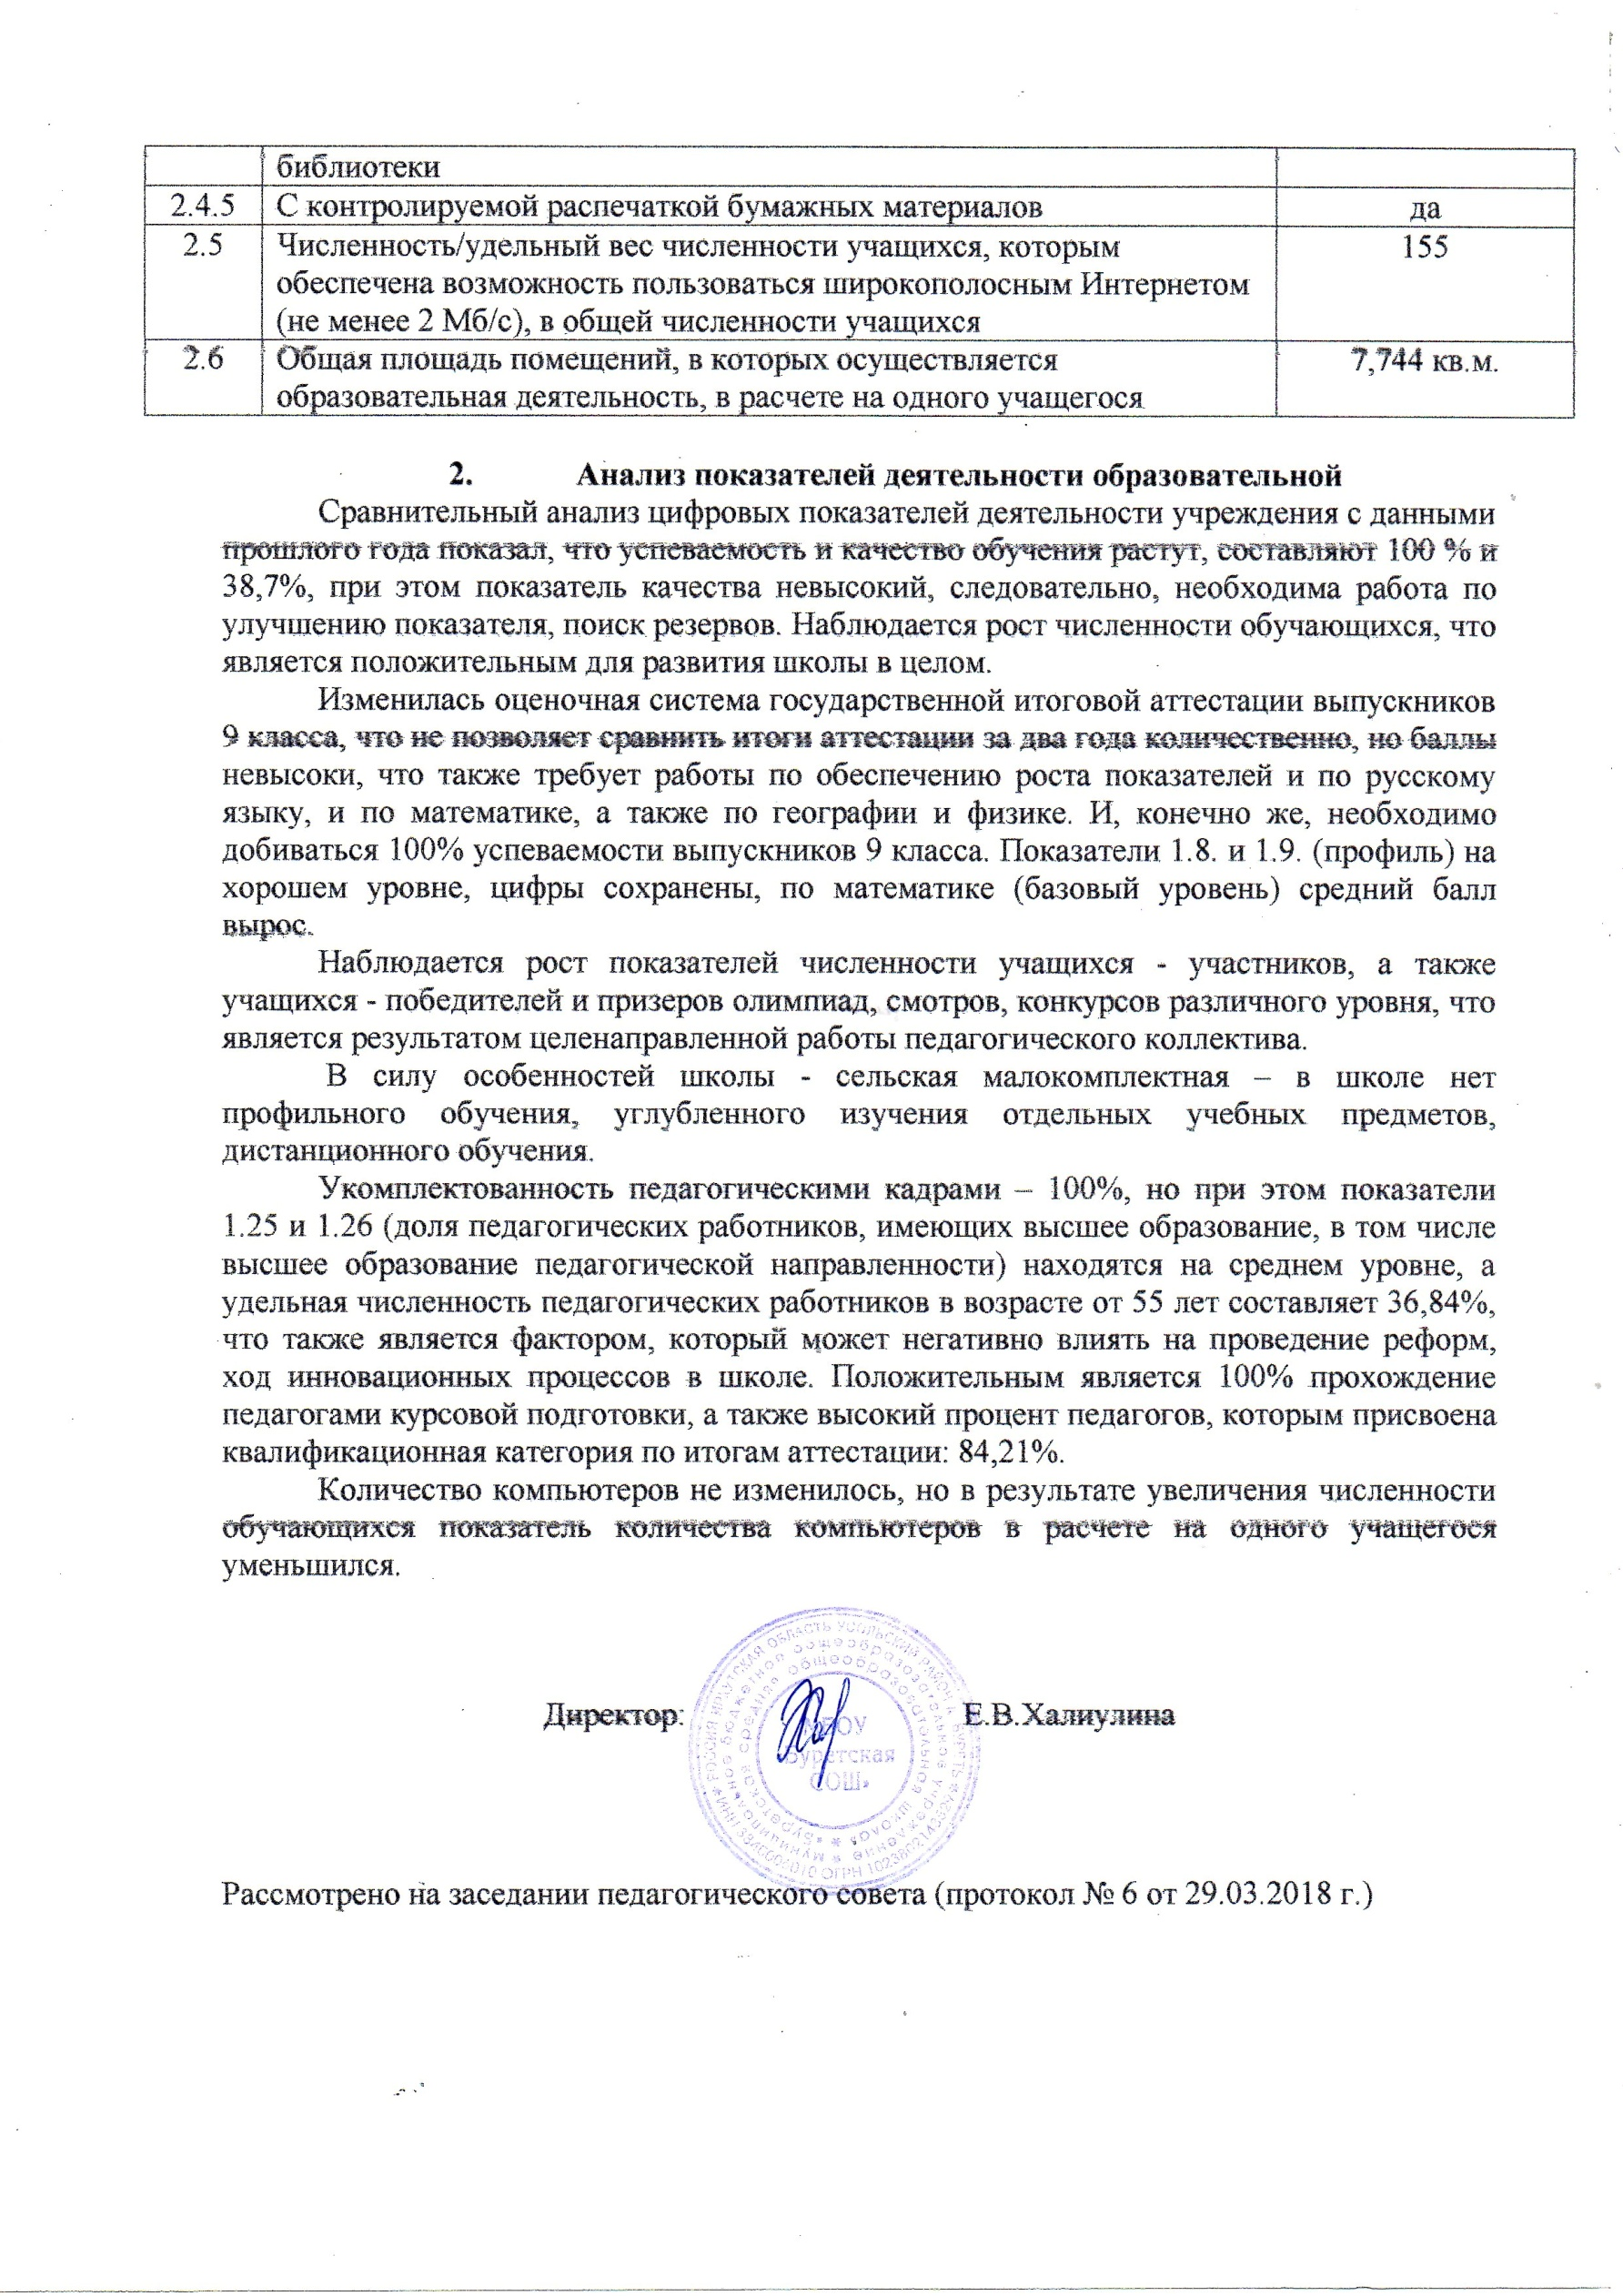 библиотеки
2.4.5 С контролируемой распечаткой бумажных материалов да
2.5 Численность/удельный вес численности учащихся, которым 155
обеспечена возможность пользоваться широкополосным Интернетом
(не менее 2 Мб/с), в общей численности учащихся
2.6 Общая площадь помещений, в которых осуществляется 7,744 кв.м.
образовательная деятельность, в расчете на одного учащегося
2. Анализ показателей деятельности образовательной
Сравнительный анализ цифровых показателей деятельности учреждения с данными
прошлого года показал, что успеваемость и качество обучения растут, составляют 100 % и
38,7%, при этом показатель качества невысокий, следовательно, необходима работа по
улучшению показателя, поиск резервов. Наблюдается рост численности обучающихся, что
является положительным для развития школы в целом.
Изменилась оценочная система государственной итоговой аттестации выпускников
9 класса, что не позволяет сравнить итоги аттестации за два года количественно, но баллы
невысоки, что также требует работы по обеспечению роста показателей и по русскому
языку, и по математике, а также по географии и физике. И, конечно же, необходимо
добиваться 100% успеваемости выпускников 9 класса. Показатели 1.8. и 1.9. (профиль) на
хорошем уровне, цифры сохранены, по математике (базовый уровень) средний балл
вырос.
Наблюдается рост показателей численности учащихся - участников, а также
учащихся - победителей и призеров олимпиад, смотров, конкурсов различного уровня, что
является результатом целенаправленной работы педагогического коллектива.
В силу особенностей школы - сельская малокомплектная – в школе нет
профильного обучения, углубленного изучения отдельных учебных предметов,
дистанционного обучения.
Укомплектованность педагогическими кадрами – 100%, но при этом показатели
1.25 и 1.26 (доля педагогических работников, имеющих высшее образование, в том числе
высшее образование педагогической направленности) находятся на среднем уровне, а
удельная численность педагогических работников в возрасте от 55 лет составляет 36,84%,
что также является фактором, который может негативно влиять на проведение реформ,
ход инновационных процессов в школе. Положительным является 100% прохождение
педагогами курсовой подготовки, а также высокий процент педагогов, которым присвоена
квалификационная категория по итогам аттестации: 84,21%.
Количество компьютеров не изменилось, но в результате увеличения численности
обучающихся показатель количества компьютеров в расчете на одного учащегося
уменьшился.
Директор: Е.В.Халиулина
МБОУ
Буретская
СОШ»
РОССИЯ ИРКУТСКАЯ ОБЛАСТЬ УСОЛЬСКИЙ РАЙОН
муниципальное бюджетное общеобразовательное учреждение
«Буретская средняя общеобразовательная школа»
Рассмотрено на заседании педагогического совета (протокол № 6 от 29.03.2018 г.)